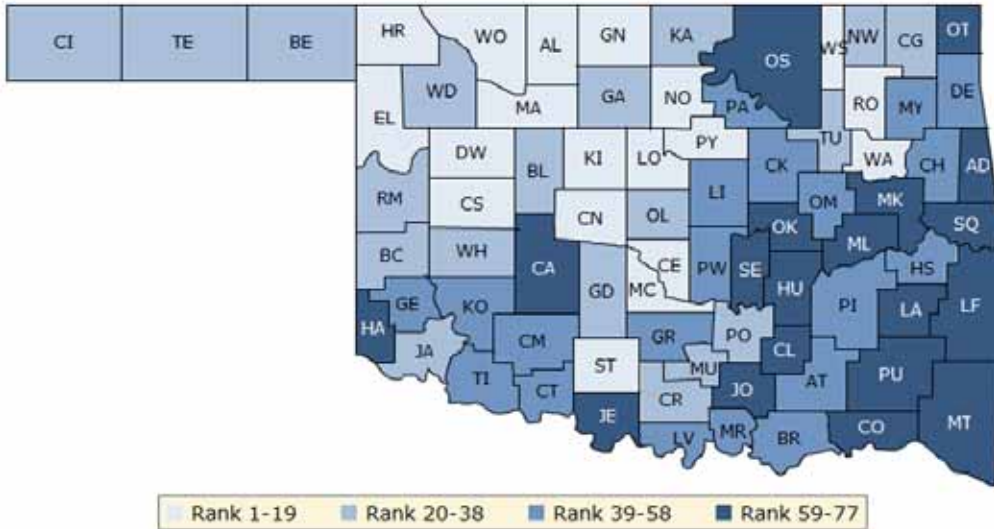 CI TE BE HR WO AL GN KA OS WS NW CG OT
WD MA GA NO PA RO MY DE
EL DW KI LO PY TU WA CH AD
RM CS BL CN OL LI CK OM MK SQ
BC WH CA GD MC CE PW SE OK ML HS
HA GE KO HU PI LA LF
JA CM GR PO CL
TI CT ST MU JO AT PU
JE CR LV MR BR CO MT
Rank 1-19 Rank 20-38 Rank 39-58 Rank 59-77